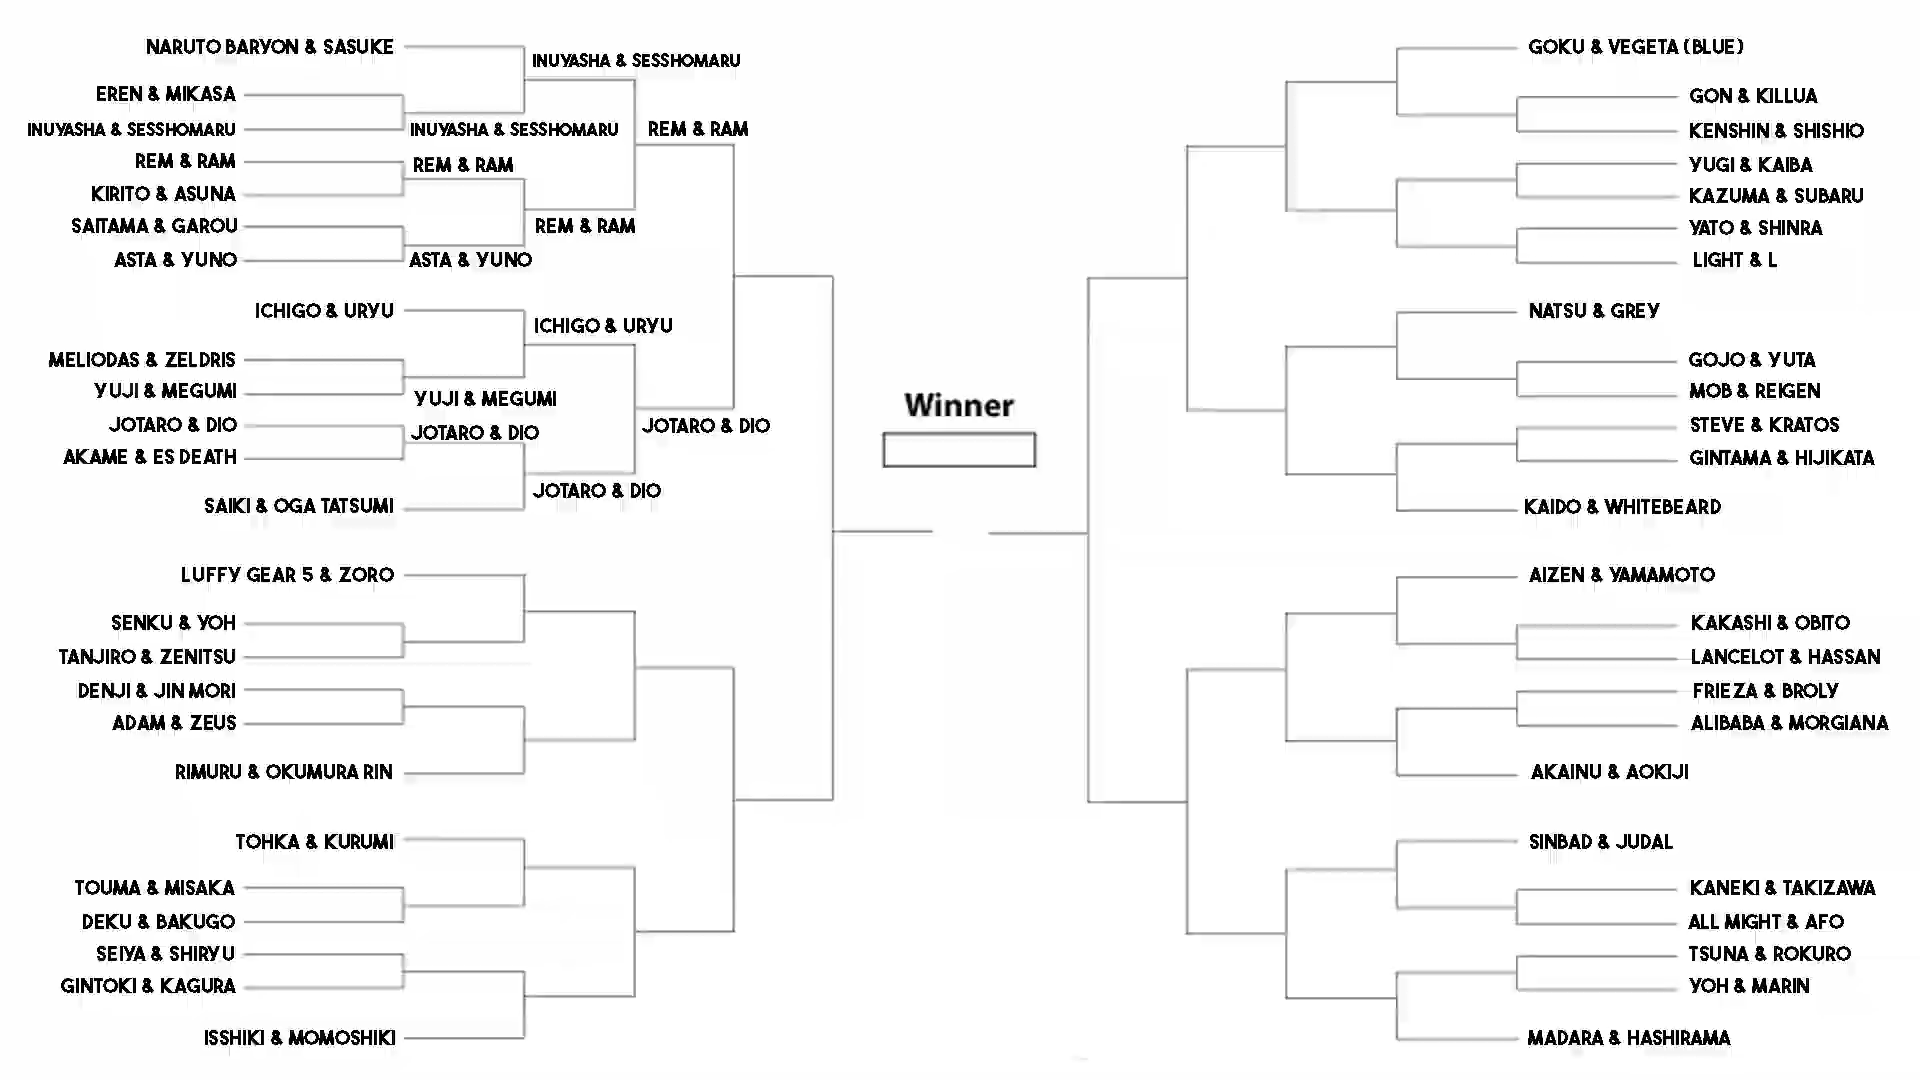 NARUTO BARYON & SASUKE
INUYASHA & SESSHOMARU
EREN & MIKASA
INUYASHA & SESSHOMARU
INUYASHA & SESSHOMARU
REM & RAM
REM & RAM
REM & RAM
KIRITO & ASUNA
SAITAMA & GAROU
REM & RAM
ASTA & YUNO
ASTA & YUNO
ICHIGO & URYU
ICHIGO & URYU
MELIODAS & ZELDRIS
YUJI & MEGUMI
YUJI & MEGUMI
JOTARO & DIO
JOTARO & DIO
JOTARO & DIO
AKAME & ES DEATH
JOTARO & DIO
SAIKI & OGA TATSUMI
LUFFY GEAR 5 & ZORO
SENKU & YOH
TANJIRO & ZENITSU
DENJI & JIN MORI
ADAM & ZEUS
RIMURU & OKUMURA RIN
TOHKA & KURUMI
TOUMA & MISAKA
DEKU & BAKUGO
SEIYA & SHIRYU
GINTOKI & KAGURA
ISSHIKI & MOMOSHIKI
Winner
GOKU & VEGETA (BLUE)
GON & KILLUA
KENSHIN & SHISHIO
YUGI & KAIBA
KAZUMA & SUBARU
YATO & SHINRA
LIGHT & L
NATSU & GREY
GOJO & YUTA
MOB & REIGEN
STEVE & KRATOS
GINTAMA & HIJIKATA
KAIDO & WHITEBEARD
AIZEN & YAMAMOTO
KAKASHI & OBITO
LANCELOT & HASSAN
FRIEZA & BROLY
ALIBABA & MORGIANA
AKAINU & AOKIJI
SINBAD & JUDAL
KANEKI & TAKIZAWA
ALL MIGHT & AFO
TSUNA & ROKURO
YOH & MARIN
MADARA & HASHIRAMA